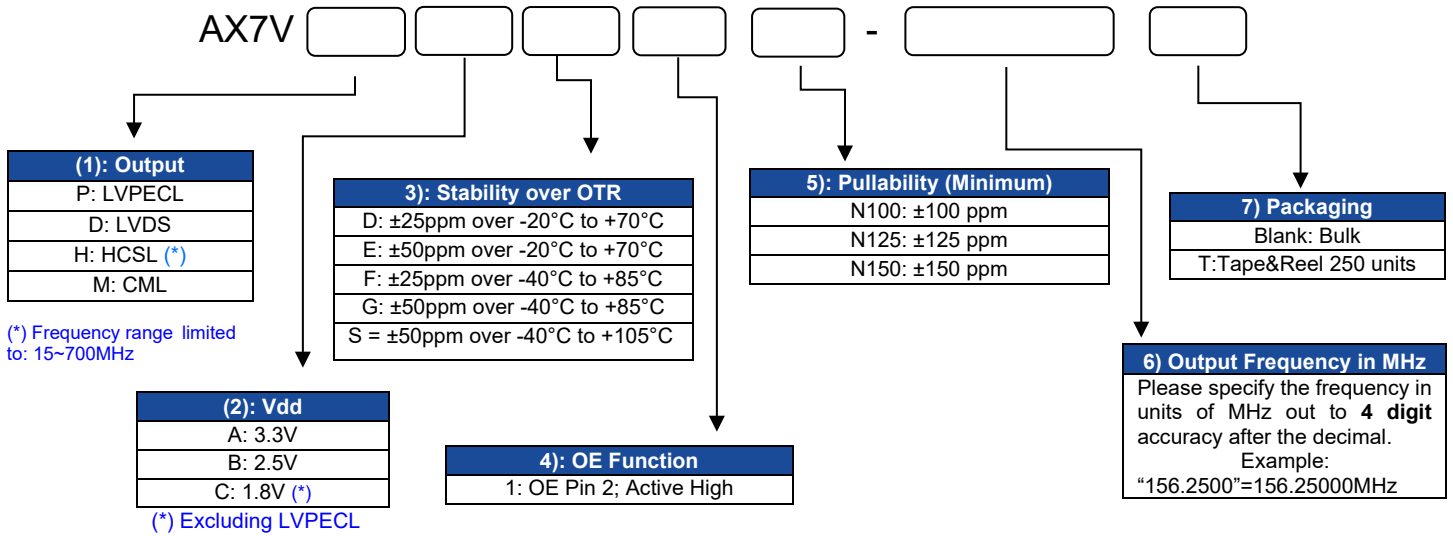 AX7V -
(1): Output
P: LVPECL
D: LVDS
H: HCSL (*)
M: CML
(*) Frequency range limited
to: 15~700MHz
(2): Vdd
A: 3.3V
B: 2.5V
C: 1.8V (*)
(*) Excluding LVPECL
3): Stability over OTR
D: ±25ppm over -20°C to +70°C
E: ±50ppm over -20°C to +70°C
F: ±25ppm over -40°C to +85°C
G: ±50ppm over -40°C to +85°C
S = ±50ppm over -40°C to +105°C
4): OE Function
1: OE Pin 2; Active High
5): Pullability (Minimum)
N100: ±100 ppm
N125: ±125 ppm
N150: ±150 ppm
6) Output Frequency in MHz
Please specify the frequency in
units of MHz out to 4 digit
accuracy after the decimal.
Example:
“156.2500”=156.25000MHz
7) Packaging
Blank: Bulk
T:Tape&Reel 250 units